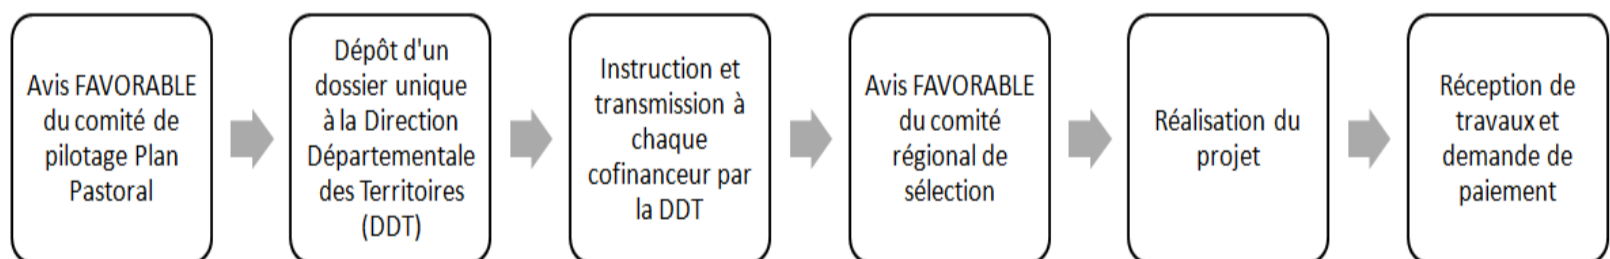 Avis FAVORABLE
du comité de
pilotage Plan
Pastoral
Dépôt d'un
dossier unique
à la Direction
Départementale
des Territoires
(DDT)
Instruction et
transmission à
chaque
cofinanceur par
la DDT
Avis FAVORABLE
du comité
régional de
sélection
Réalisation du
projet
Réception de
travaux et
demande de
paiement